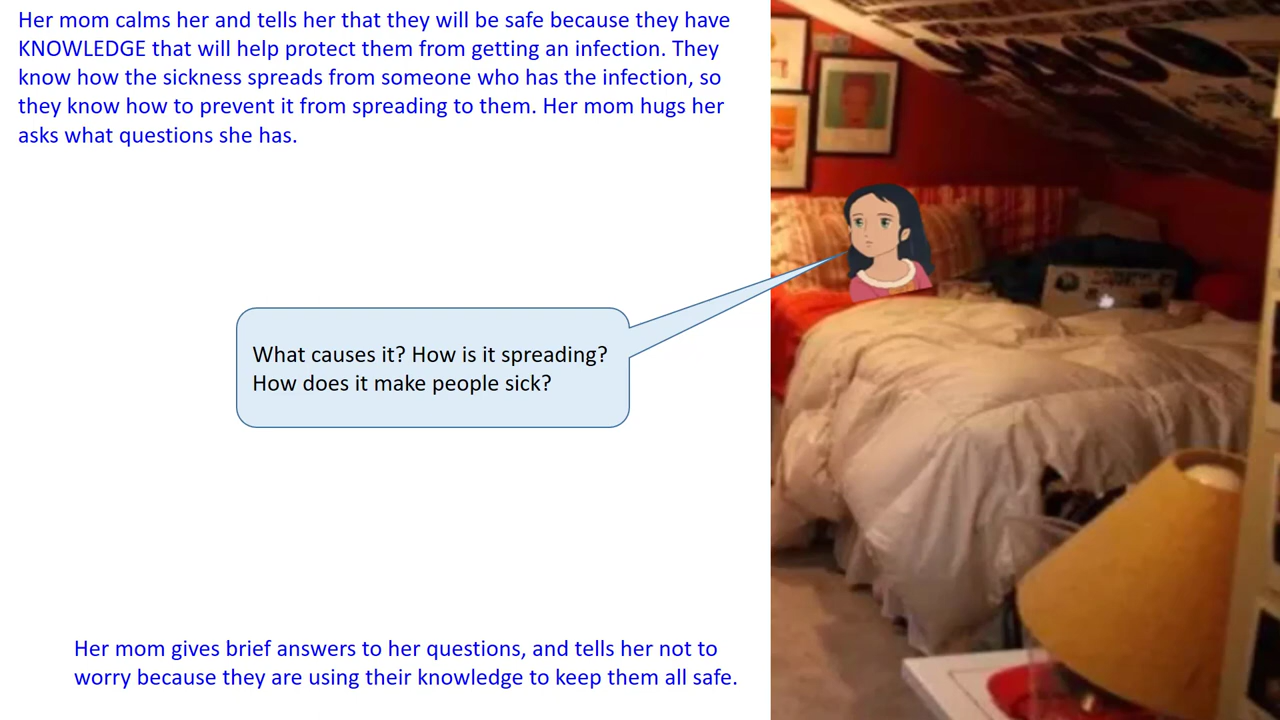 Her mom calms her and tells her that they will be safe because they have
KNOWLEDGE that will help protect them from getting an infection. They
know how the sickness spreads from someone who has the infection, so
they know how to prevent it from spreading to them. Her mom hugs her
asks what questions she has.
What causes it? How is it spreading?
How does it make people sick?
Her mom gives brief answers to her questions, and tells her not to
worry because they are using their knowledge to keep them all safe.